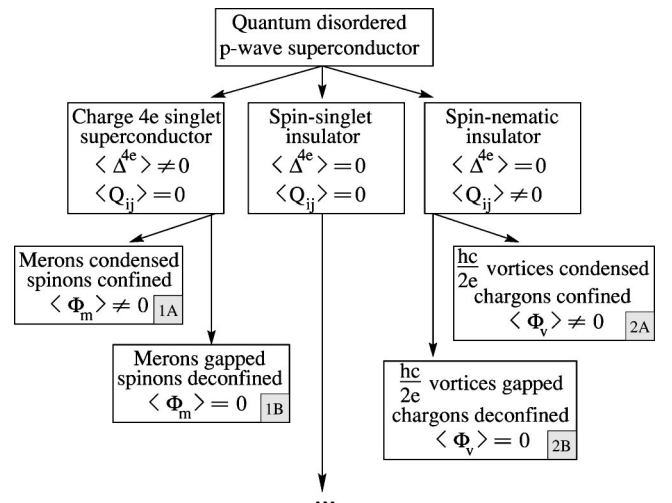 Quantum disordered
p-wave superconductor
Charge 4e singlet
superconductor
< Δ^4e > ≠ 0
< Q_ij > = 0
Spin-singlet
insulator
< Δ^4e > = 0
< Q_ij > = 0
Spin-nematic
insulator
< Δ^4e > = 0
< Q_ij > ≠ 0
Merons condensed
spinons confined
< Φ_m > ≠ 0
1A
hc/2e vortices condensed
chargons confined
< Φ_v > ≠ 0
2A
Merons gapped
spinons deconfined
< Φ_m > = 0
1B
hc/2e vortices gapped
chargons deconfined
< Φ_v > = 0
2B
...